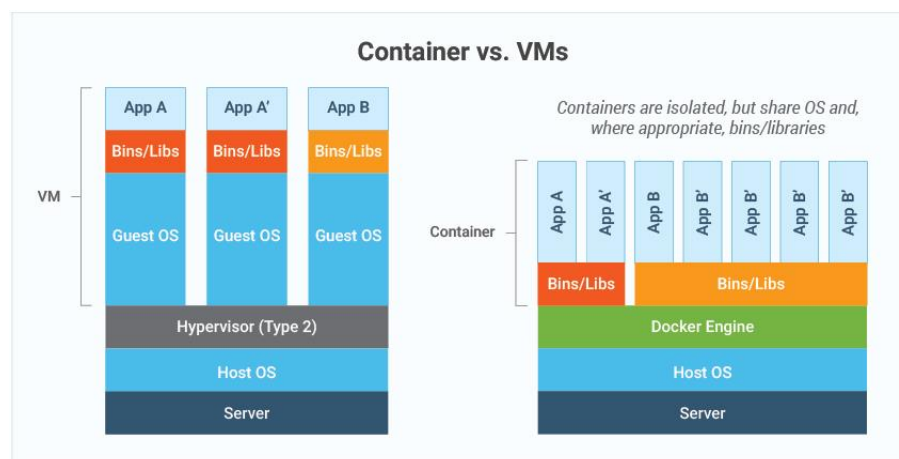 Container vs. VMs
App A
App A'
App B
Bins/Libs
Bins/Libs
Bins/Libs
VM
Guest OS
Guest OS
Guest OS
Hypervisor (Type 2)
Host OS
Server
Containers are isolated, but share OS and,
where appropriate, bins/libraries
Container
App A
App A'
App B
App B'
App B'
App B'
App B'
Bins/Libs
Bins/Libs
Docker Engine
Host OS
Server